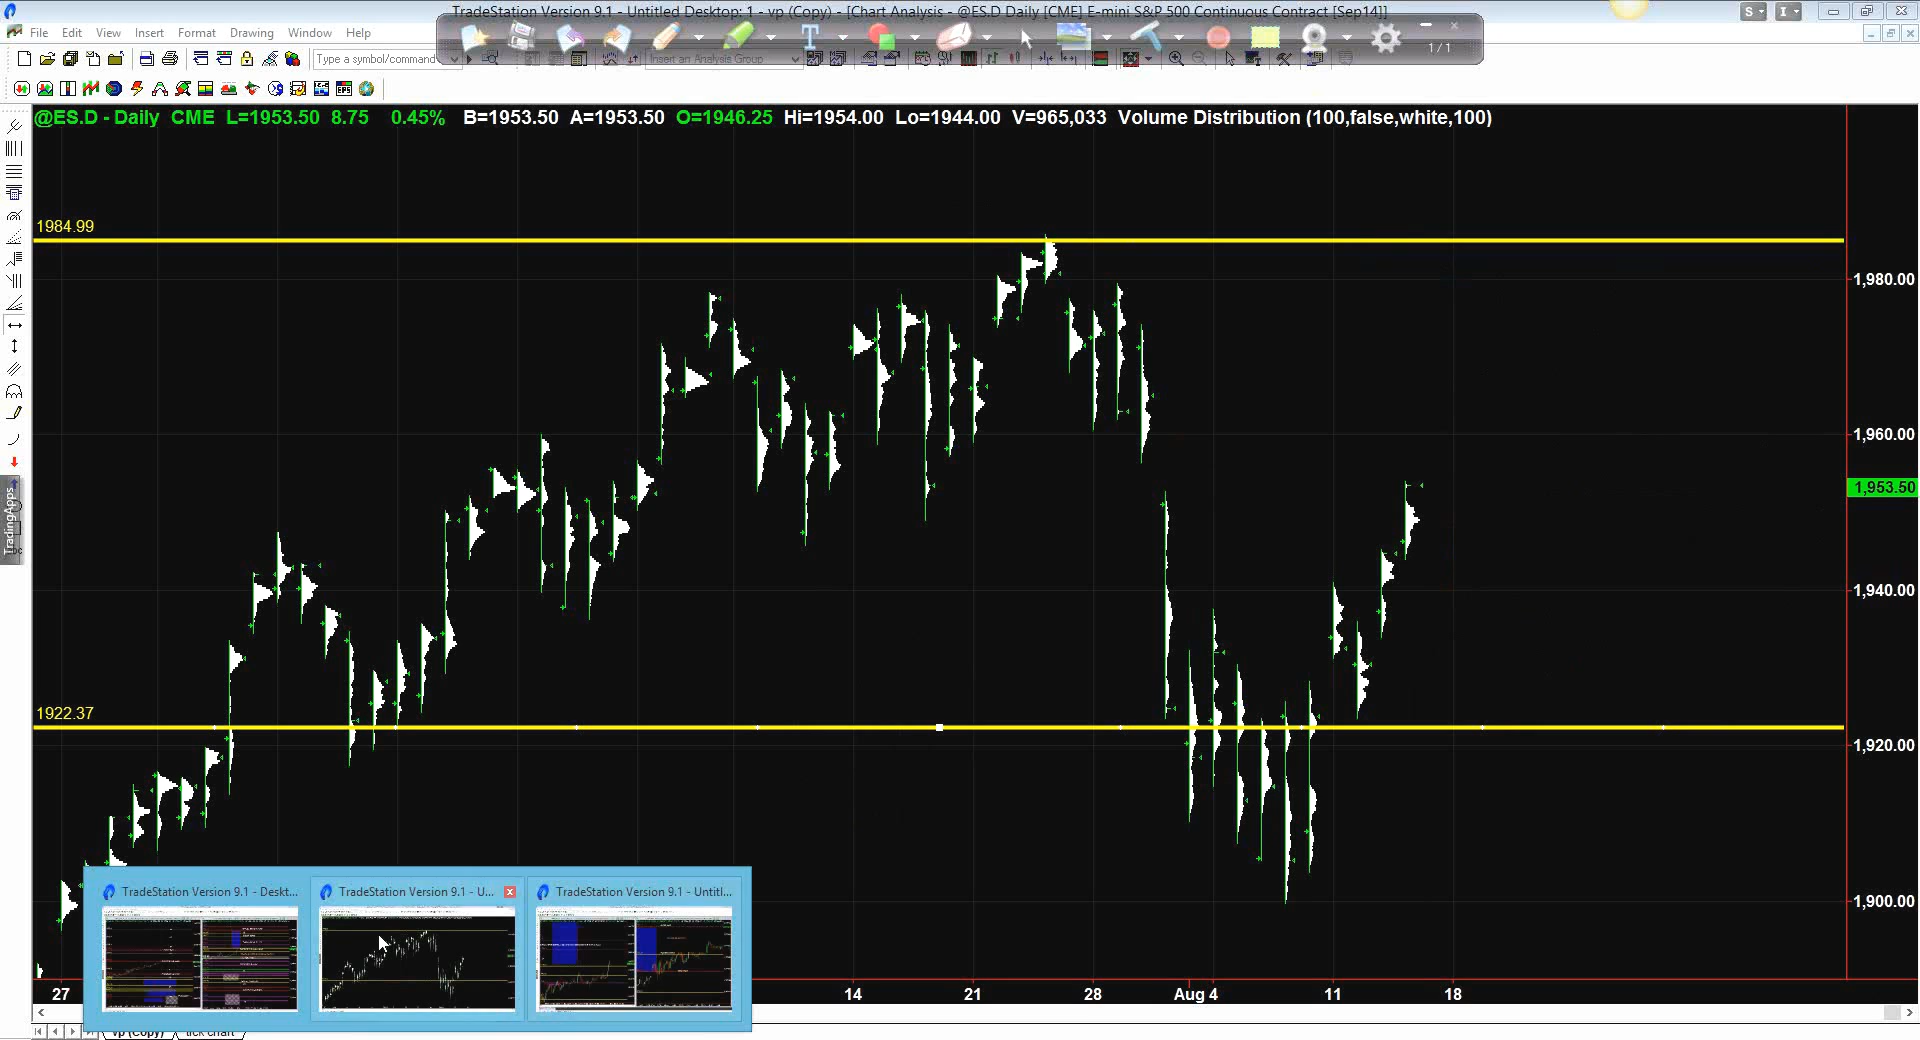 TradeStation Version 9.1 - Untitled Desktop: 1 - vp (Copy) - [Chart Analysis - @ES.D Daily [CME] E-mini S&P 500 Continuous Contract [Sep14]]
S
I
File Edit View Insert Format Drawing Window Help
T
1 / 1
Type a symbol/command
Insert an Analysis Group
EPS
@ES.D - Daily CME L=1953.50 8.75 0.45% B=1953.50 A=1953.50 O=1946.25 Hi=1954.00 Lo=1944.00 V=965,033 Volume Distribution (100,false,white,100)
1984.99
1,980.00
1,960.00
1,953.50
TradingApps
1,940.00
1922.37
1,920.00
1,900.00
TradeStation Version 9.1 - Deskt...
TradeStation Version 9.1 - U...
TradeStation Version 9.1 - Untitl...
27 14 21 28 Aug 4 11 18
vp (Copy) tick chart